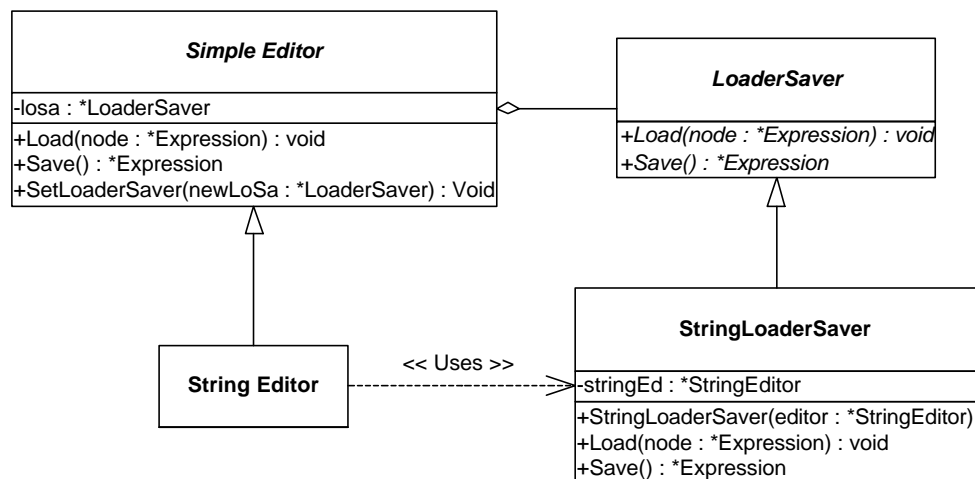 Simple Editor
-losa : *LoaderSaver
+Load(node : *Expression) : void
+Save() : *Expression
+SetLoaderSaver(newLoSa : *LoaderSaver) : Void
LoaderSaver
+Load(node : *Expression) : void
+Save() : *Expression
String Editor
<< Uses >>
StringLoaderSaver
-stringEd : *StringEditor
+StringLoaderSaver(editor : *StringEditor)
+Load(node : *Expression) : void
+Save() : *Expression